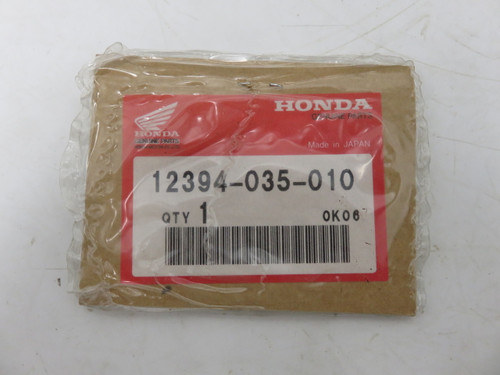 HONDA
HONDA
Made in JAPAN
12394-035-010
QTY 1 0K06